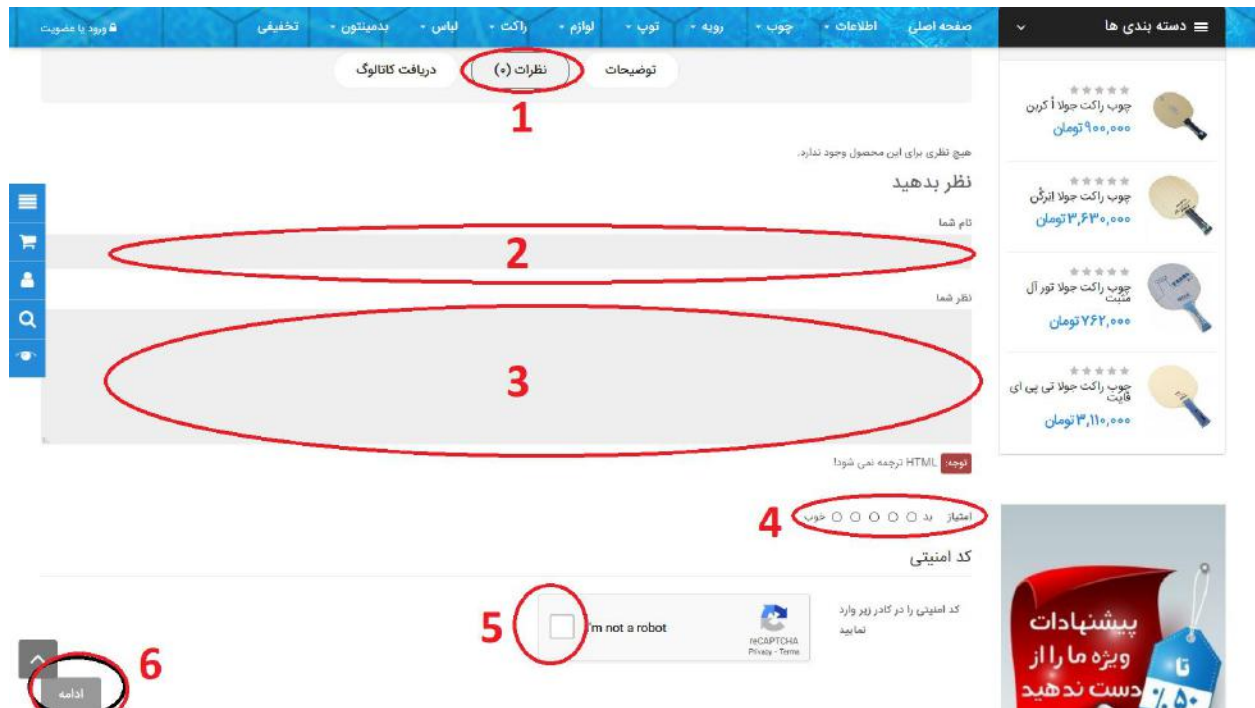 دسته بندی ها
صفحه اصلی
اطلاعات
چوب
رویه
توپ
لوازم
راکت
لباس
بدمینتون
تخفیفی
ورود یا عضویت
توضیحات
نظرات (۰)
دریافت کاتالوگ
1
هیچ نظری برای این محصول وجود ندارد.
نظر بدهید
نام شما
2
نظر شما
3
توجه: HTML ترجمه نمی شود!
امتیاز بد خوب
4
کد امنیتی
کد امنیتی را در کادر زیر وارد
نمایید
5
I'm not a robot
reCAPTCHA
Privacy - Terms
6
ادامه
چوب راکت جولا آ کربن
۹۰۰,۰۰۰ تومان
چوب راکت جولا اِنرگُن
۳,۶۳۰,۰۰۰ تومان
چوب راکت جولا تور آل
مثبت
۷۶۲,۰۰۰ تومان
چوب راکت جولا تی پی ای
فایت
۳,۱۱۰,۰۰۰ تومان
پیشنهادات
ویژه ما را از
دست ندهید
تا
۵۰ %